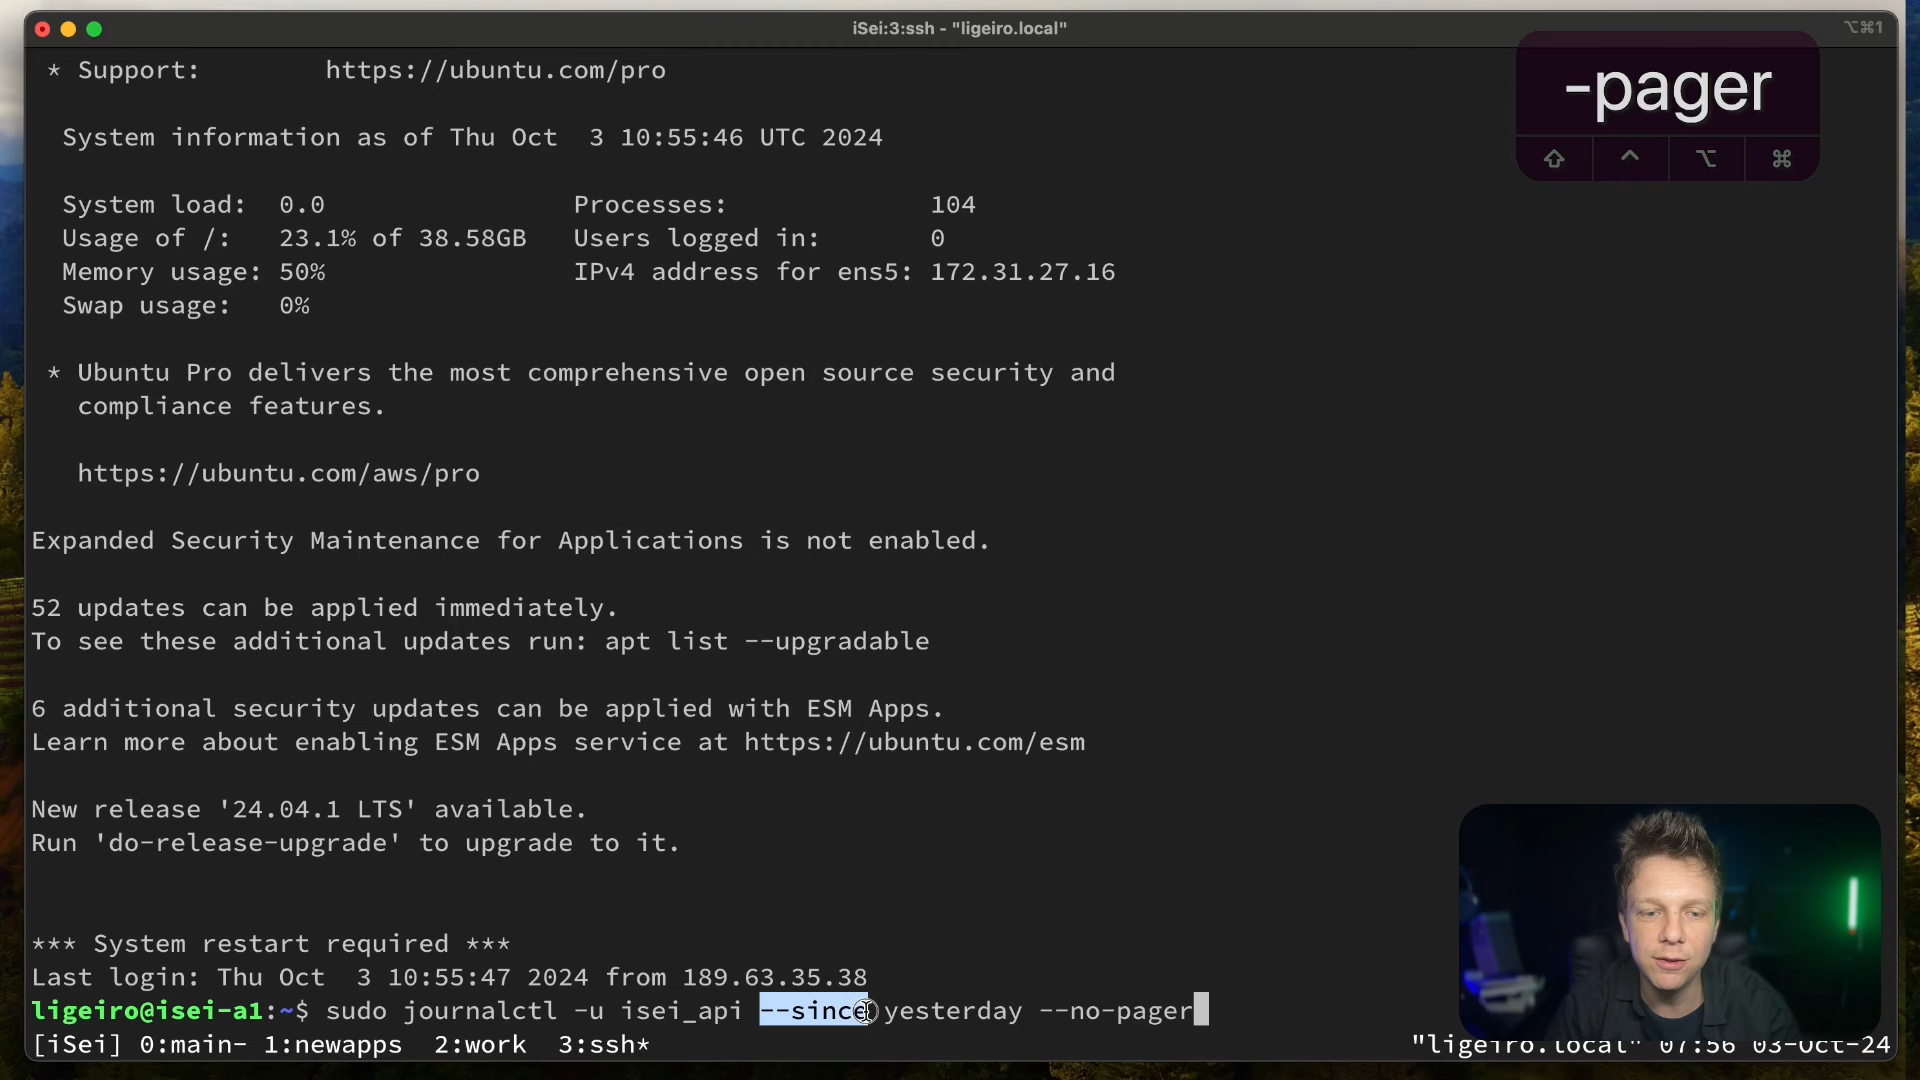 iSei:3:ssh - "ligeiro.local"
⌥⌘1
-pager
* Support:        https://ubuntu.com/pro
System information as of Thu Oct  3 10:55:46 UTC 2024
System load:  0.0                Processes:             104
Usage of /:   23.1% of 38.58GB   Users logged in:       0
Memory usage: 50%                IPv4 address for ens5: 172.31.27.16
Swap usage:   0%
* Ubuntu Pro delivers the most comprehensive open source security and
compliance features.
https://ubuntu.com/aws/pro
Expanded Security Maintenance for Applications is not enabled.
52 updates can be applied immediately.
To see these additional updates run: apt list --upgradable
6 additional security updates can be applied with ESM Apps.
Learn more about enabling ESM Apps service at https://ubuntu.com/esm
New release '24.04.1 LTS' available.
Run 'do-release-upgrade' to upgrade to it.
*** System restart required ***
Last login: Thu Oct  3 10:55:47 2024 from 189.63.35.38
ligeiro@isei-a1:~$ sudo journalctl -u isei_api --since yesterday --no-pager
[iSei] 0:main- 1:newapps  2:work  3:ssh*
"ligeiro.local" 07:56 03-Oct-24